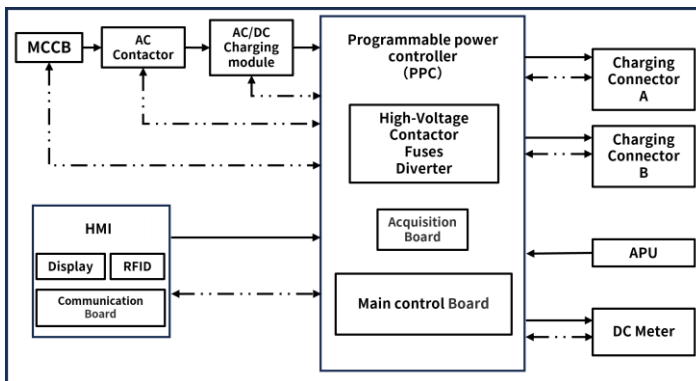 MCCB
AC
Contactor
AC/DC
Charging
module
Programmable power
controller
(PPC)
High-Voltage
Contactor
Fuses
Diverter
Acquisition
Board
Main control Board
HMI
Display
RFID
Communication
Board
Charging
Connector
A
Charging
Connector
B
APU
DC Meter